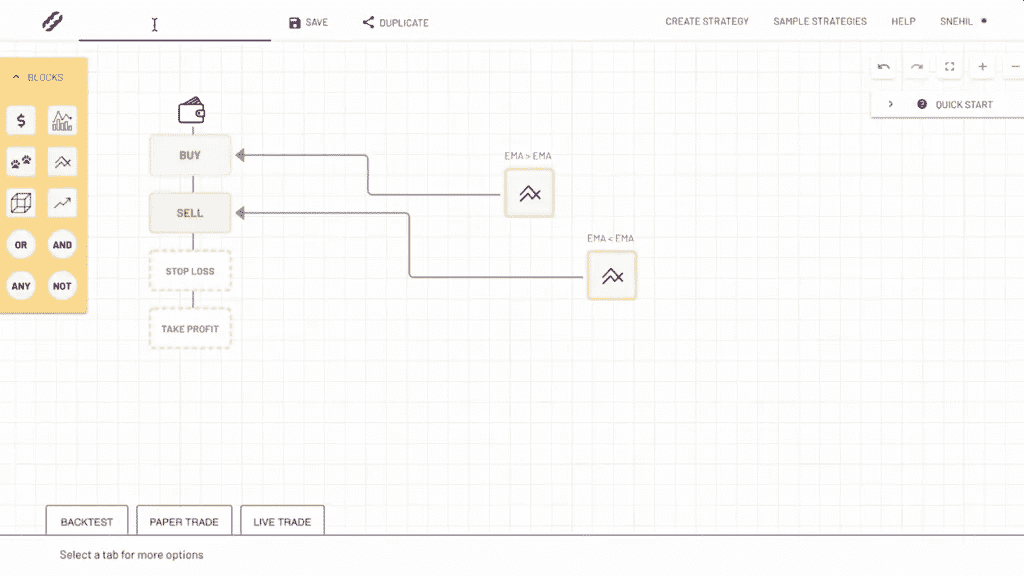 SAVE
DUPLICATE
CREATE STRATEGY
SAMPLE STRATEGIES
HELP
SNEHIL
BLOCKS
$
OR
AND
ANY
NOT
BUY
SELL
STOP LOSS
TAKE PROFIT
EMA > EMA
EMA < EMA
? QUICK START
BACKTEST
PAPER TRADE
LIVE TRADE
Select a tab for more options